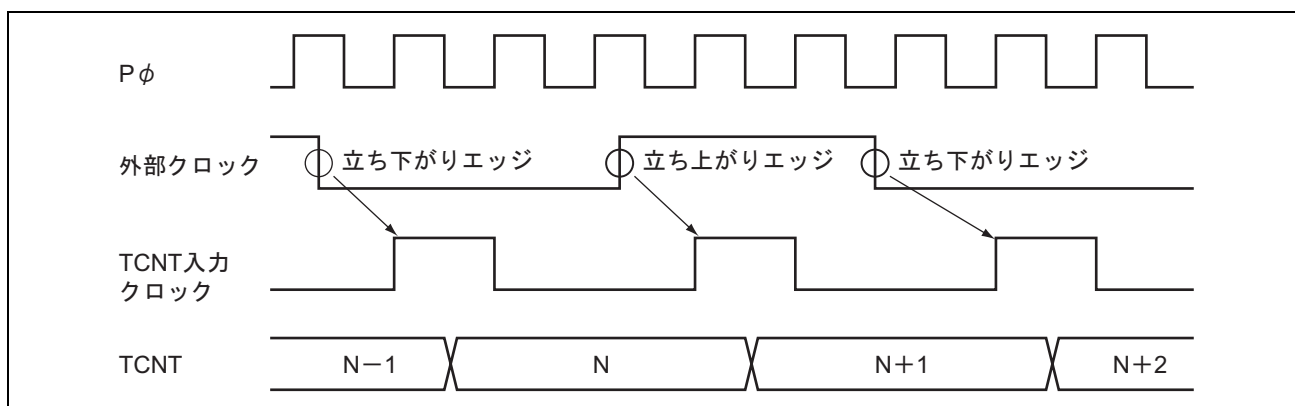 Pφ
外部クロック
立ち下がりエッジ
立ち上がりエッジ
立ち下がりエッジ
TCNT入力
クロック
TCNT
N－1
N
N＋1
N＋2